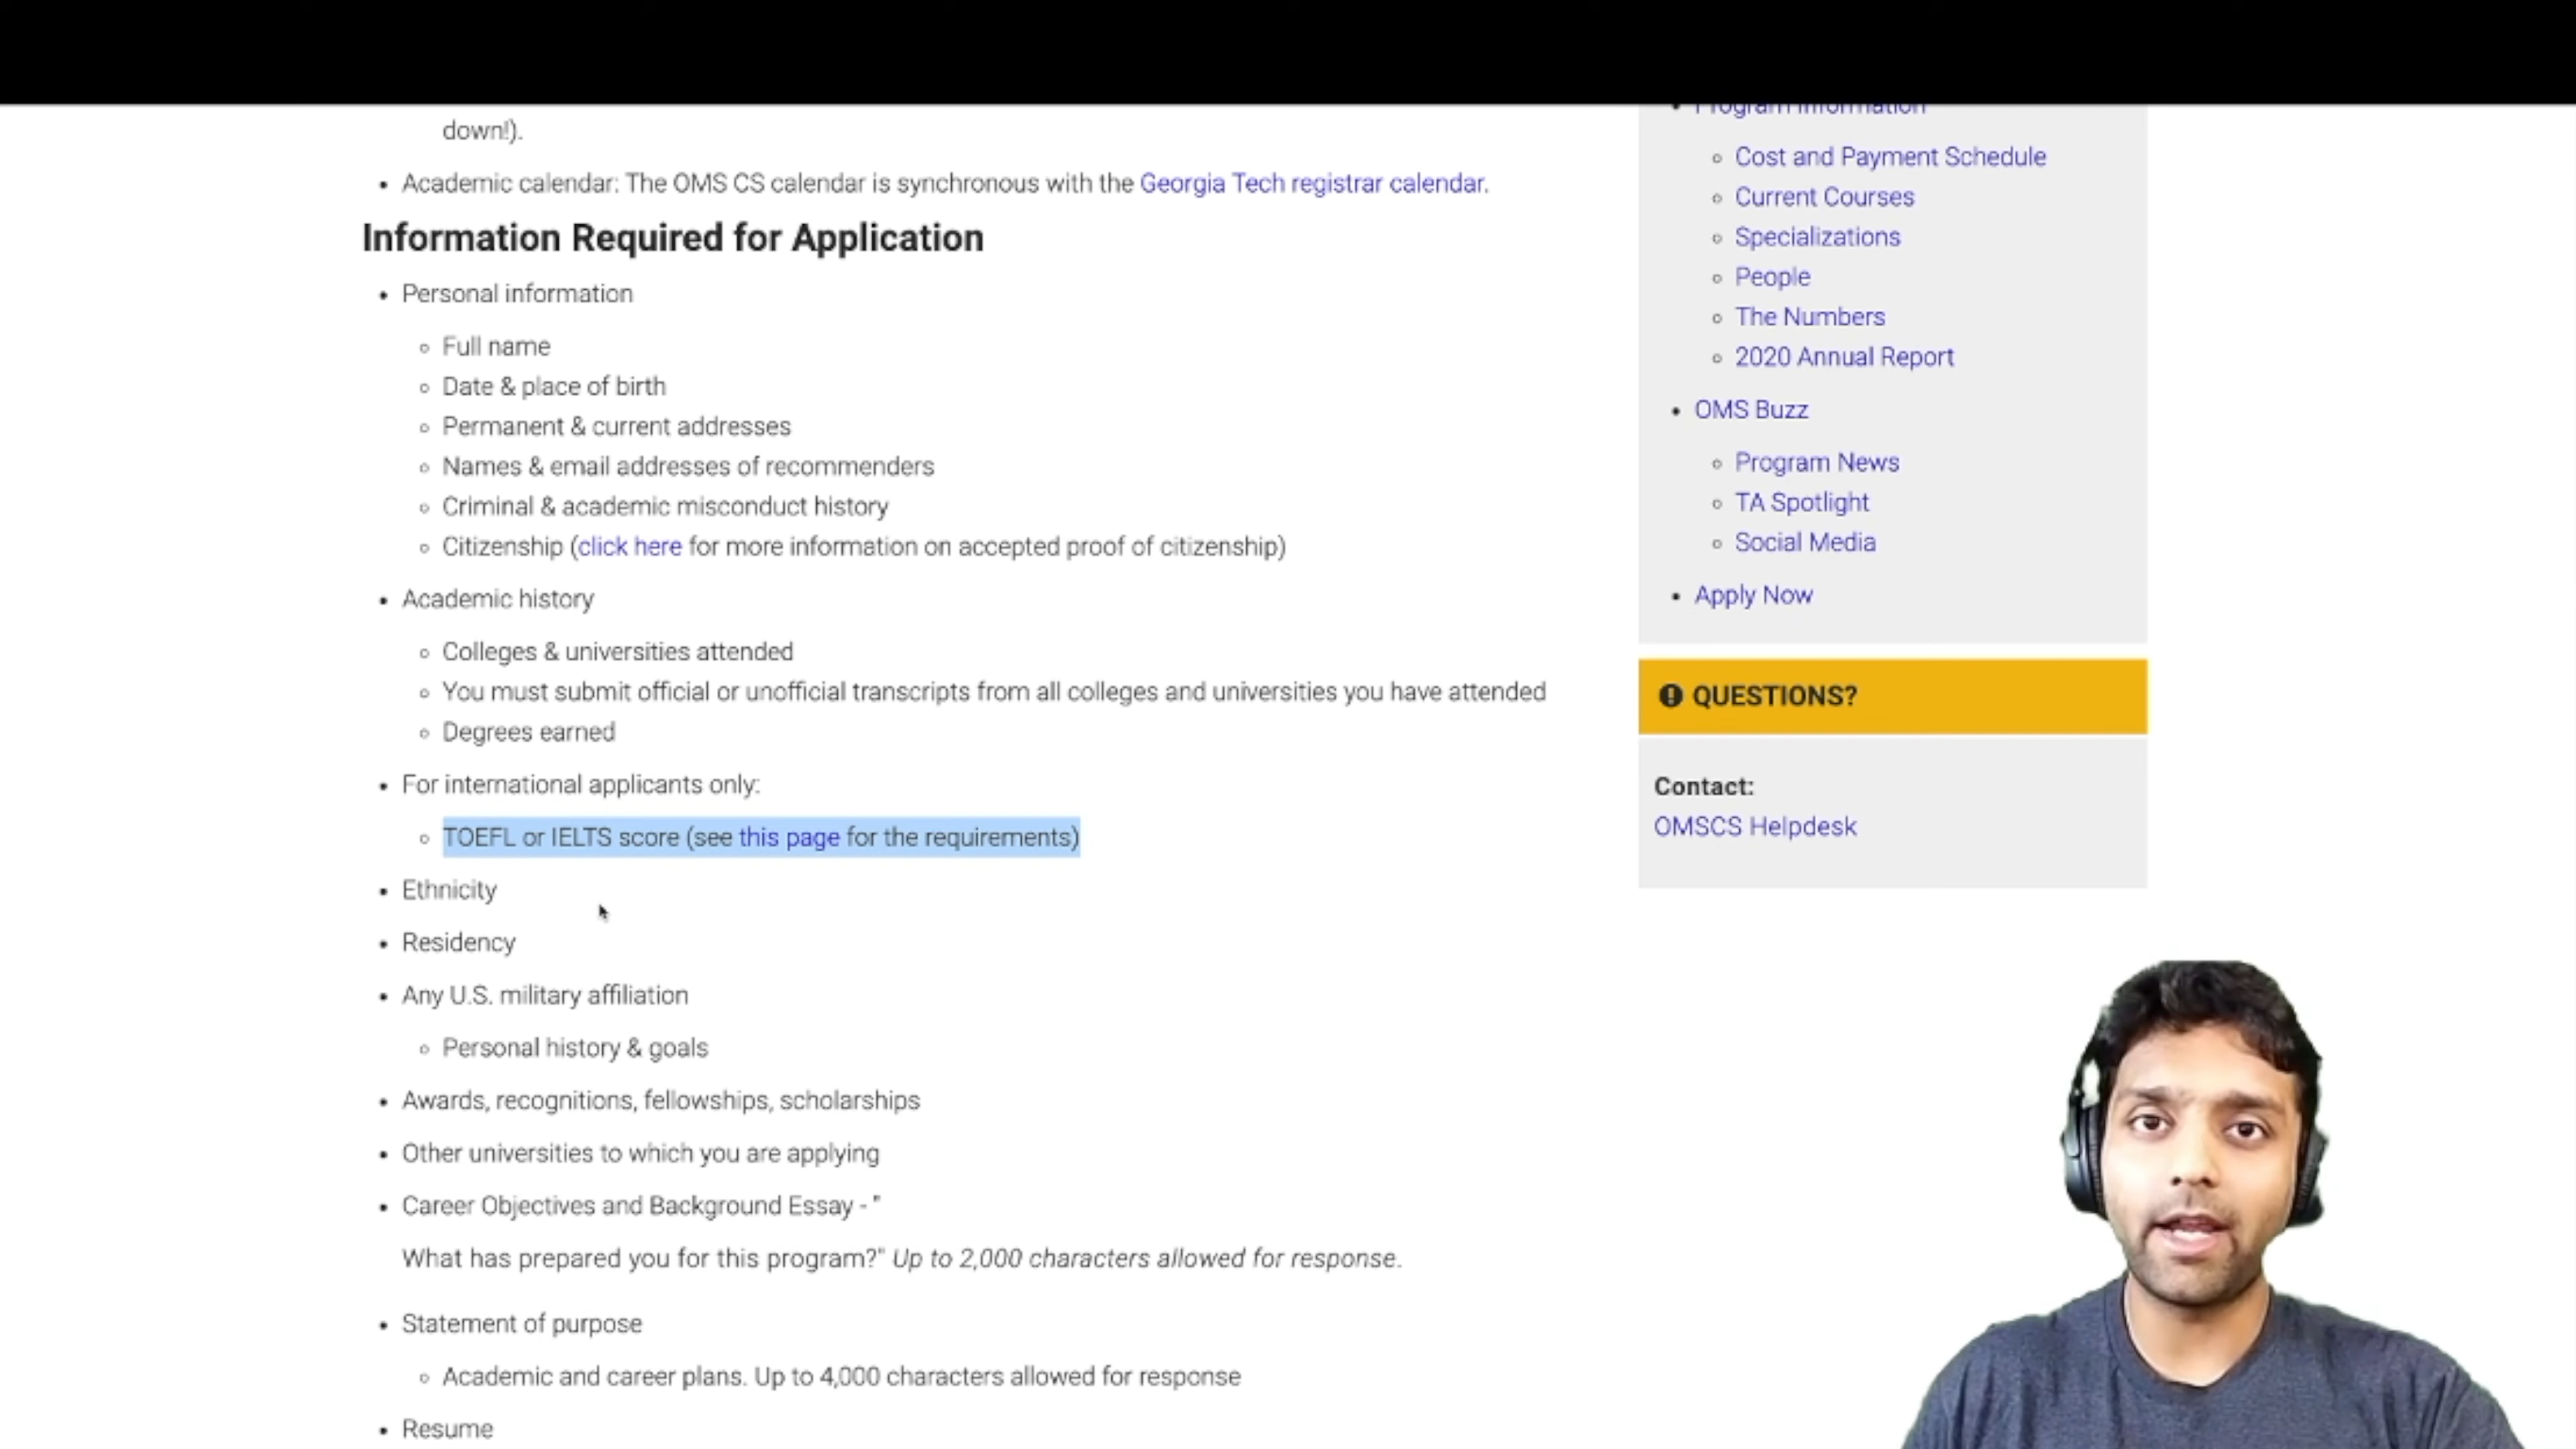 down!).
Academic calendar: The OMS CS calendar is synchronous with the Georgia Tech registrar calendar.
Information Required for Application
Personal information
Full name
Date & place of birth
Permanent & current addresses
Names & email addresses of recommenders
Criminal & academic misconduct history
Citizenship (click here for more information on accepted proof of citizenship)
Academic history
Colleges & universities attended
You must submit official or unofficial transcripts from all colleges and universities you have attended
Degrees earned
For international applicants only:
TOEFL or IELTS score (see this page for the requirements)
Ethnicity
Residency
Any U.S. military affiliation
Personal history & goals
Awards, recognitions, fellowships, scholarships
Other universities to which you are applying
Career Objectives and Background Essay - "
What has prepared you for this program?" Up to 2,000 characters allowed for response.
Statement of purpose
Academic and career plans. Up to 4,000 characters allowed for response
Resume
Program Information
Cost and Payment Schedule
Current Courses
Specializations
People
The Numbers
2020 Annual Report
OMS Buzz
Program News
TA Spotlight
Social Media
Apply Now
QUESTIONS?
Contact:
OMSCS Helpdesk